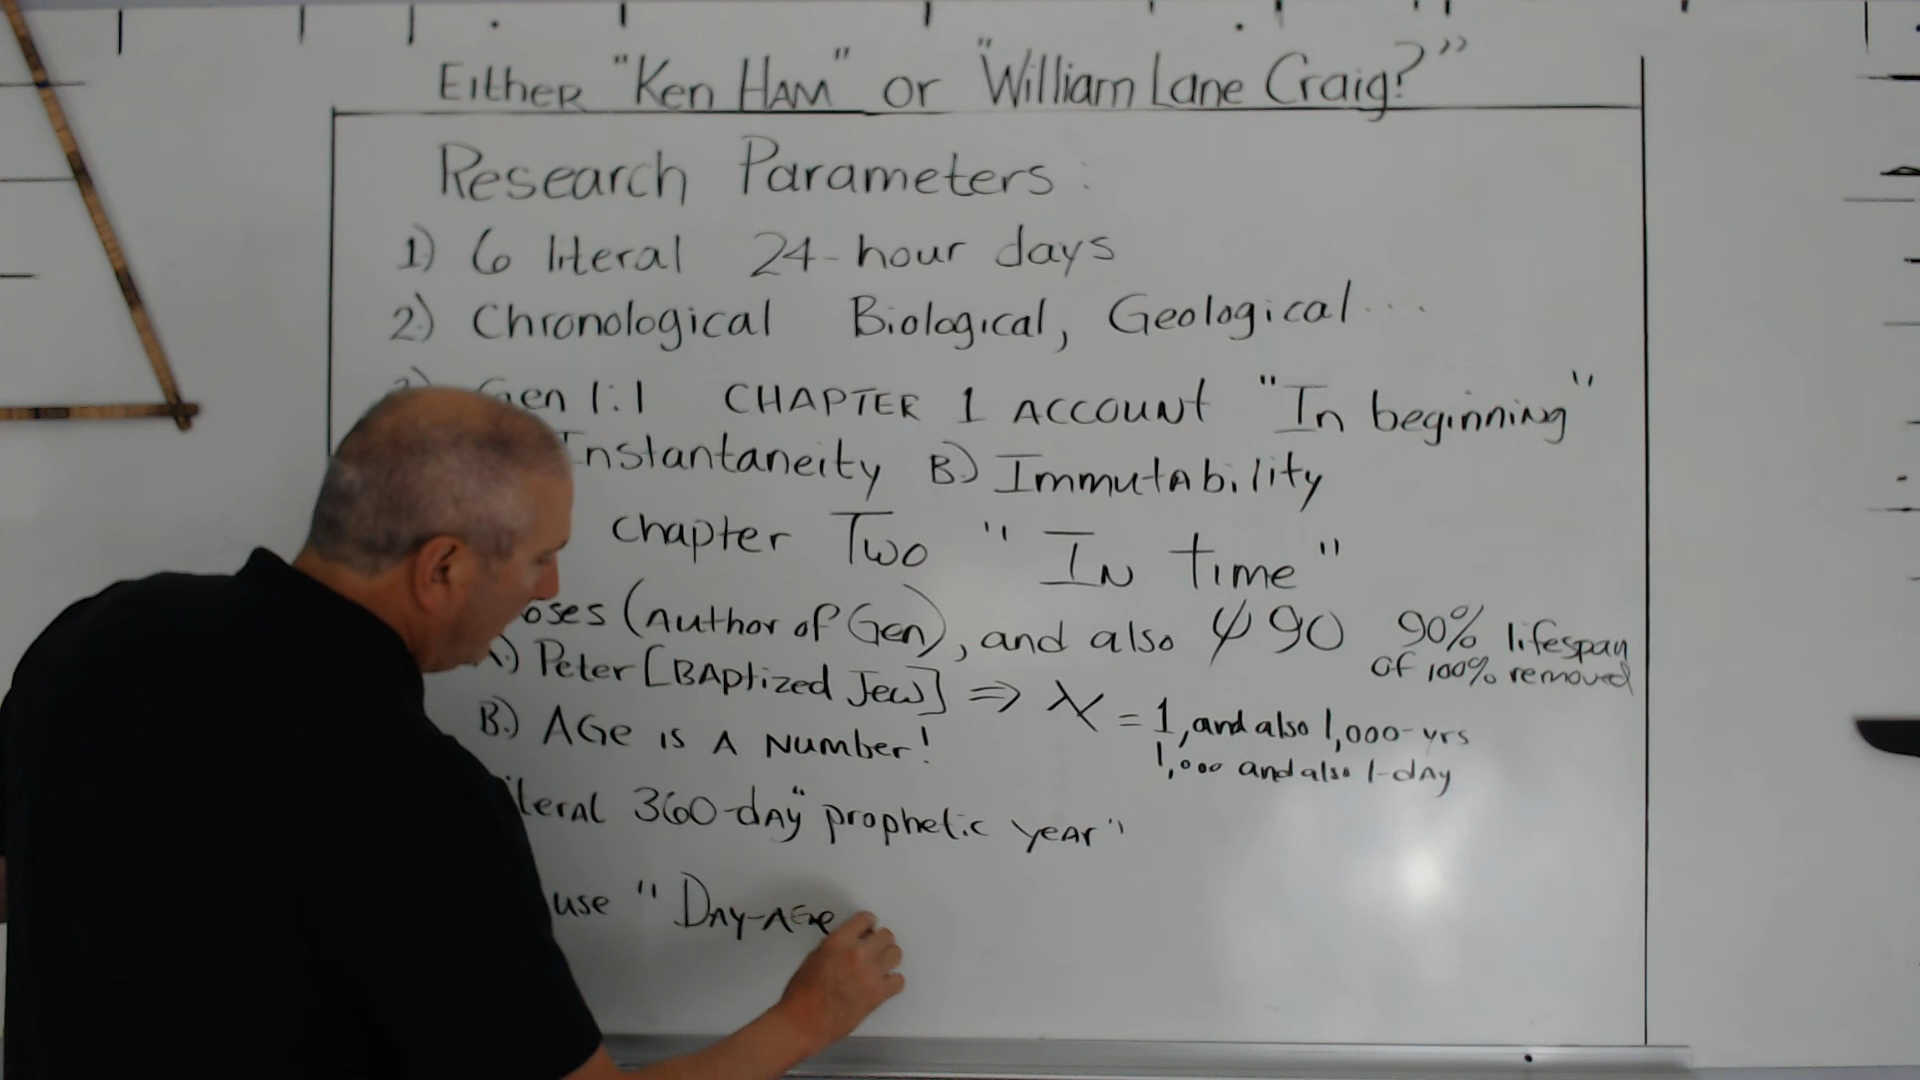 Either "Ken Ham" or "William Lane Craig?"
Research Parameters:
1) 6 literal 24-hour days
2.) Chronological Biological, Geological...
Gen 1:1 CHAPTER 1 ACCOUNT "In beginning"
Instantaneity B.) Immutability
chapter Two "In time"
oses (Author of Gen), and also ψ 90 90% lifespan
of 100% removed
A.) Peter [BAptized Jew] ⇒ X = 1, and also 1,000-yrs
1,000 and also 1-day
B.) AGe is A Number!
iteral 360-day "prophetic year"
use "Day-Age